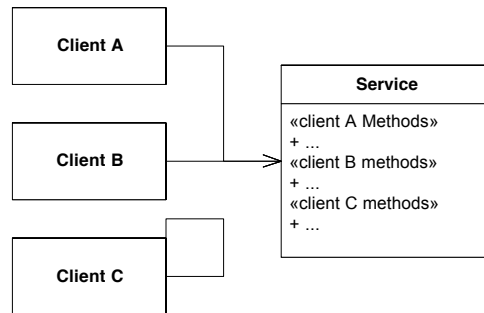 Client A
Client B
Client C
Service
«client A Methods»
+ ...
«client B methods»
+ ...
«client C methods»
+ ...